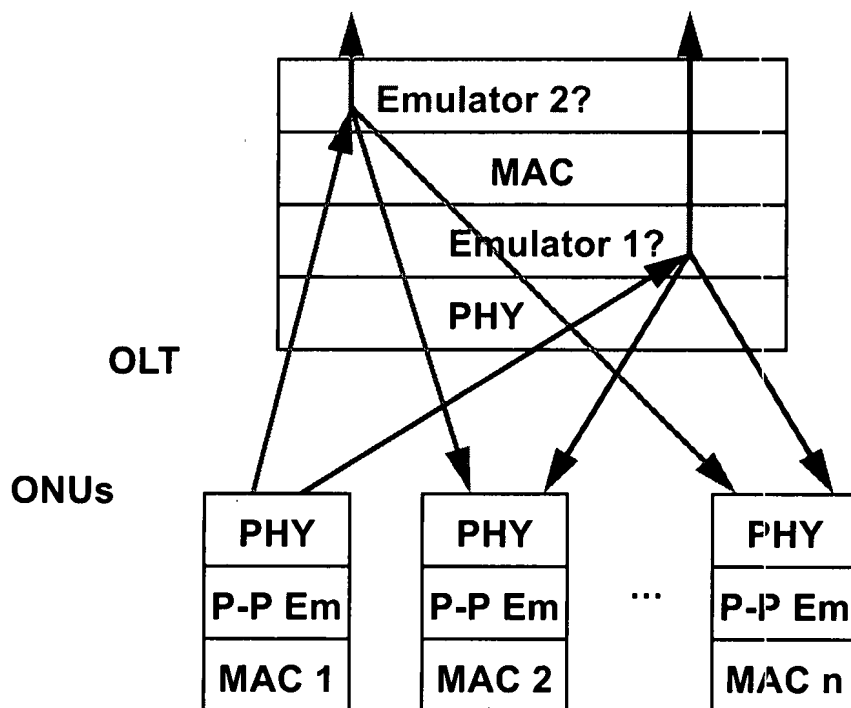 Emulator 2?
MAC
Emulator 1?
PHY
OLT
ONUs
PHY PHY PHY
P-P Em P-P Em ... P-P Em
MAC 1 MAC 2 MAC n